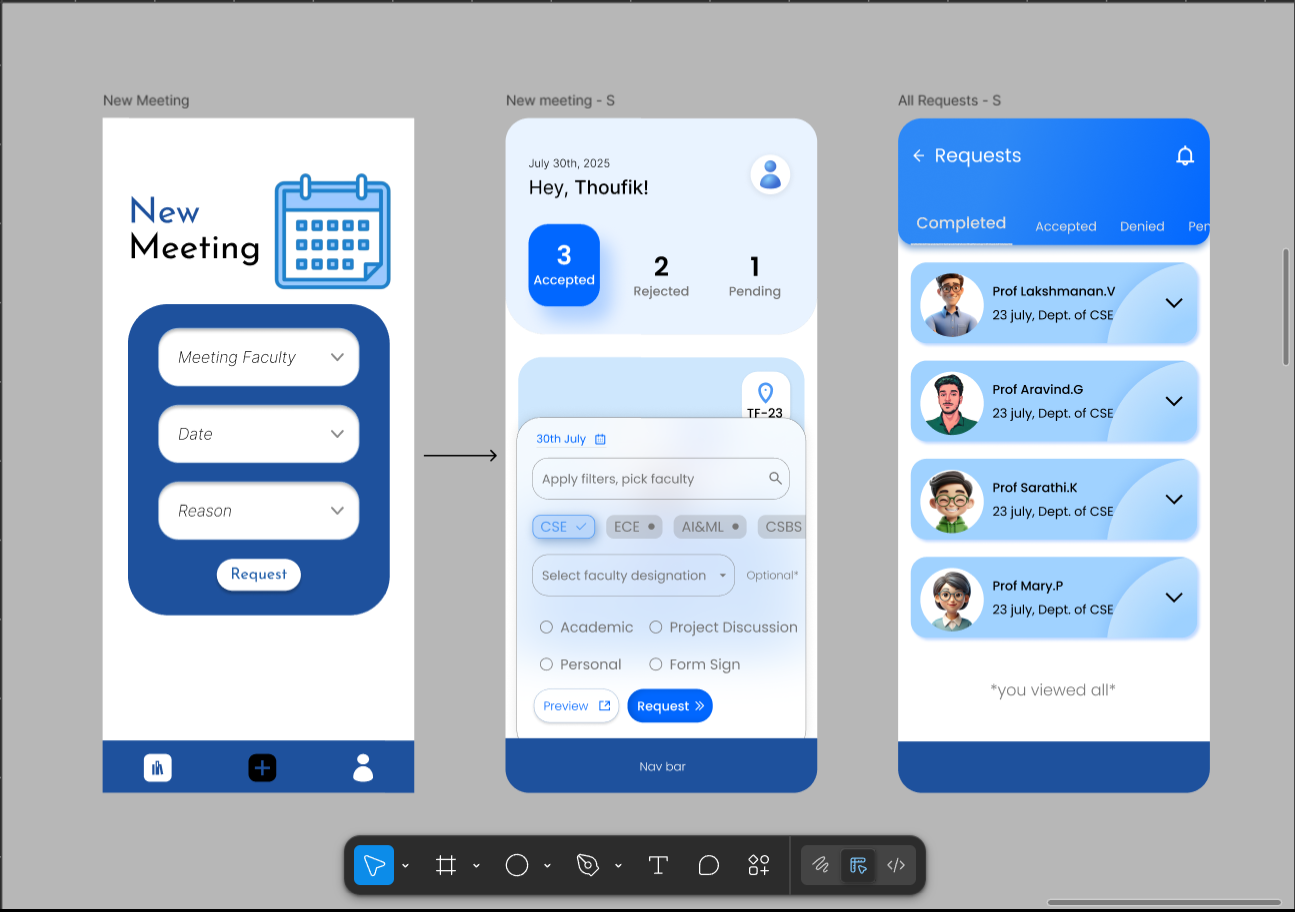 New Meeting
New
Meeting
Meeting Faculty
Date
Reason
Request
New meeting - S
July 30th, 2025
Hey, Thoufik!
3
Accepted
2
Rejected
1
Pending
TF-23
30th July
Apply filters, pick faculty
CSE
ECE
AI&ML
CSBS
Select faculty designation
Optional*
Academic
Project Discussion
Personal
Form Sign
Preview
Request
Nav bar
All Requests - S
Requests
Completed
Accepted
Denied
Per
Prof Lakshmanan.V
23 july, Dept. of CSE
Prof Aravind.G
23 july, Dept. of CSE
Prof Sarathi.K
23 july, Dept. of CSE
Prof Mary.P
23 july, Dept. of CSE
*you viewed all*